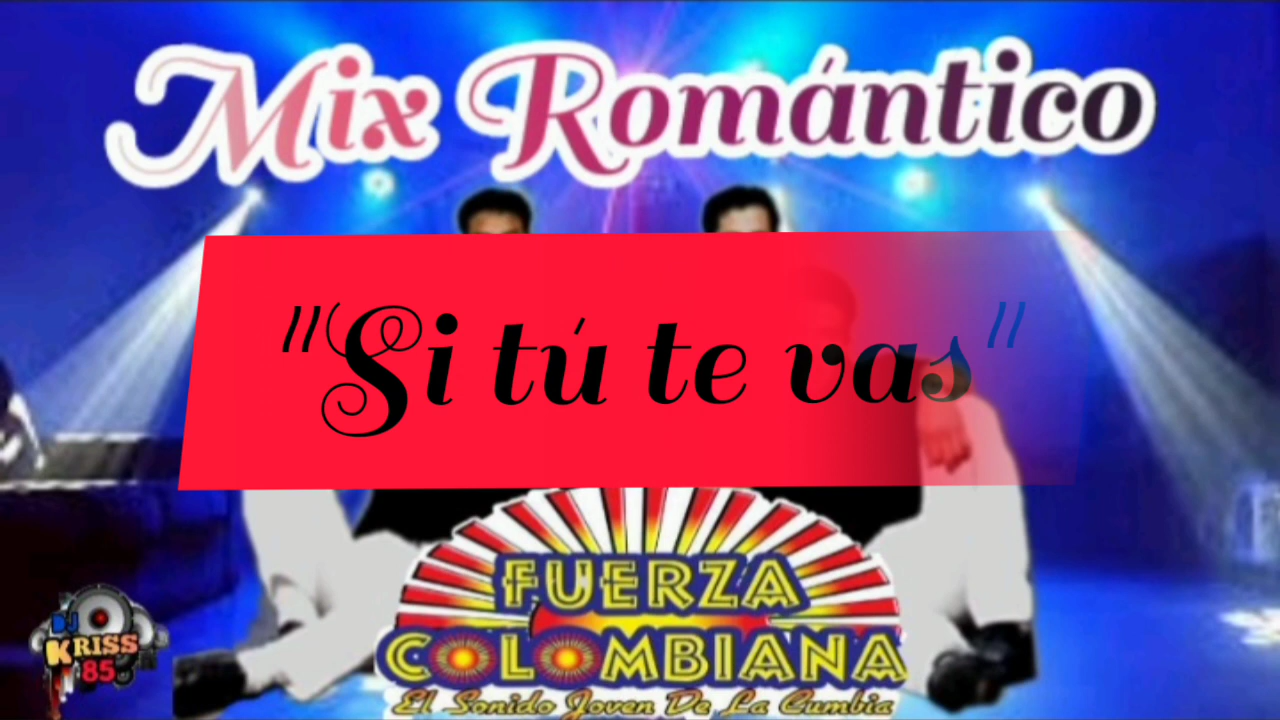 Mix Romántico
"Si tú te vas"
FUERZA
COLOMBIANA
El Sonido Joven De La Cumbia
DJ
KRISS
85